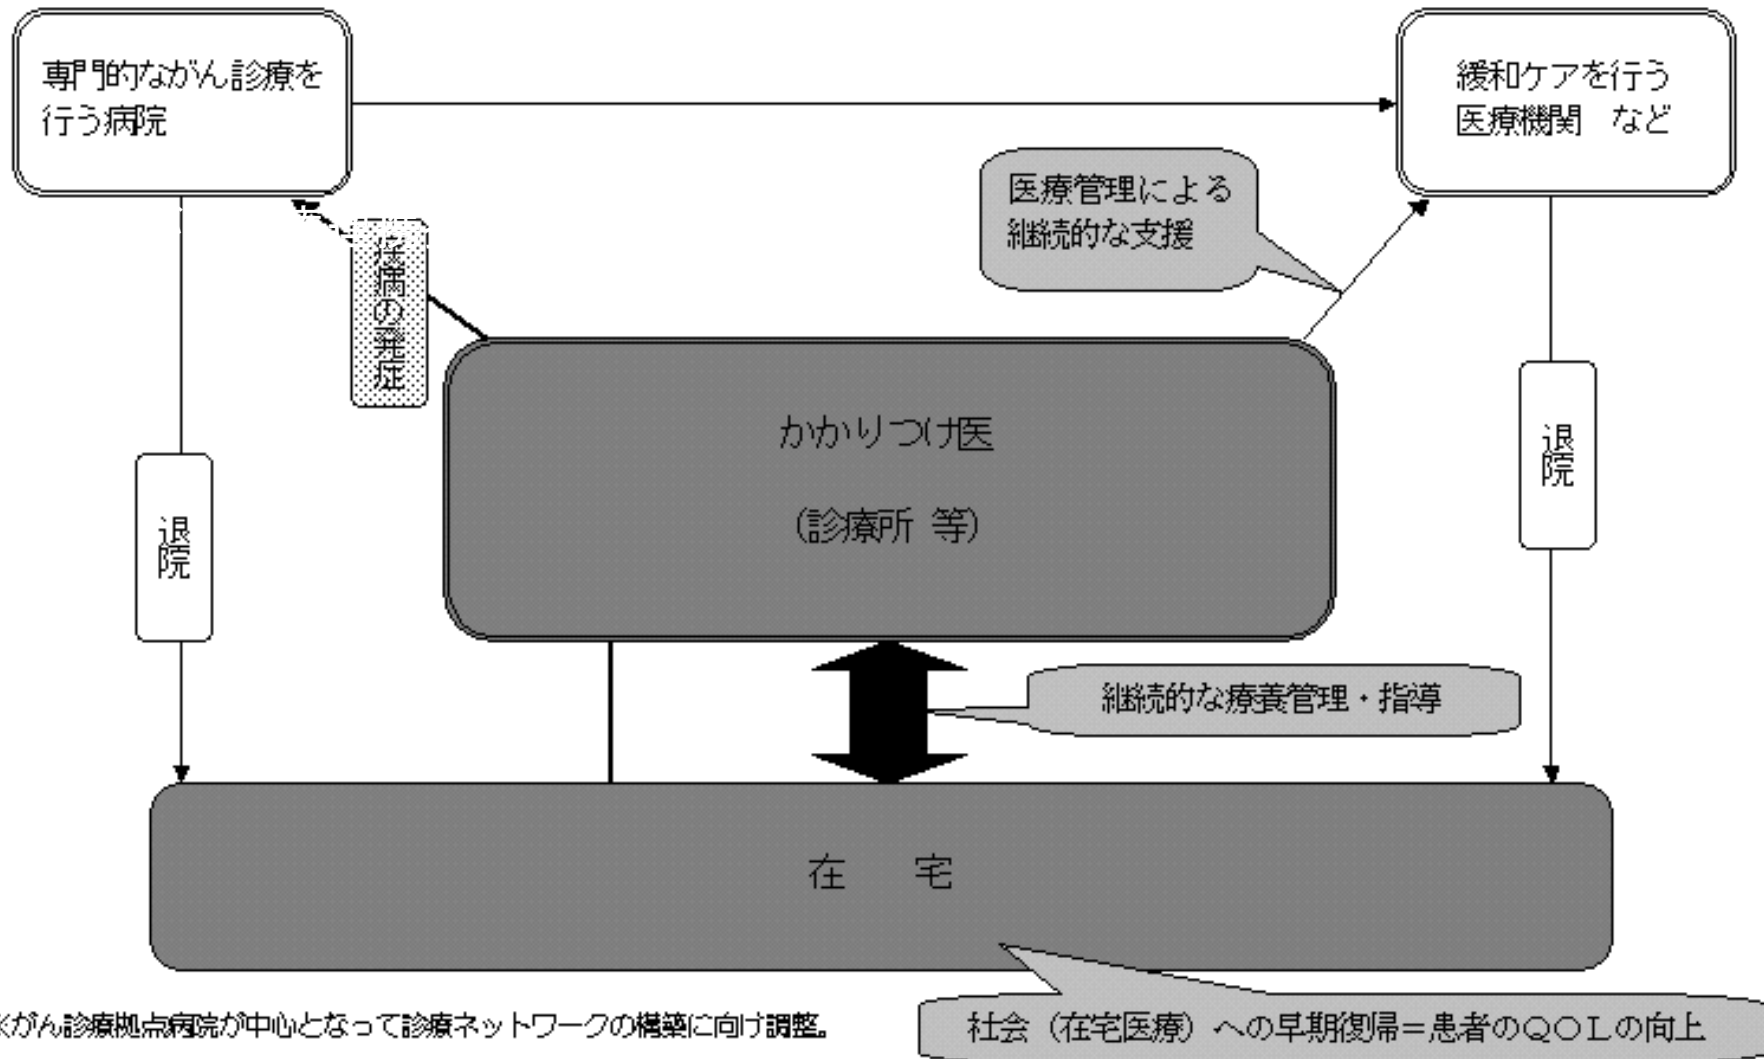 専門的ながん診療を
行う病院
緩和ケアを行う
医療機関 など
医療管理による
継続的な支援
疾病の発症
かかりつけ医
(診療所 等)
退院
退院
継続的な療養管理・指導
在 宅
がん診療拠点病院が中心となって診療ネットワークの構築に向け調整。
社会(在宅医療)への早期復帰=患者のQOLの向上